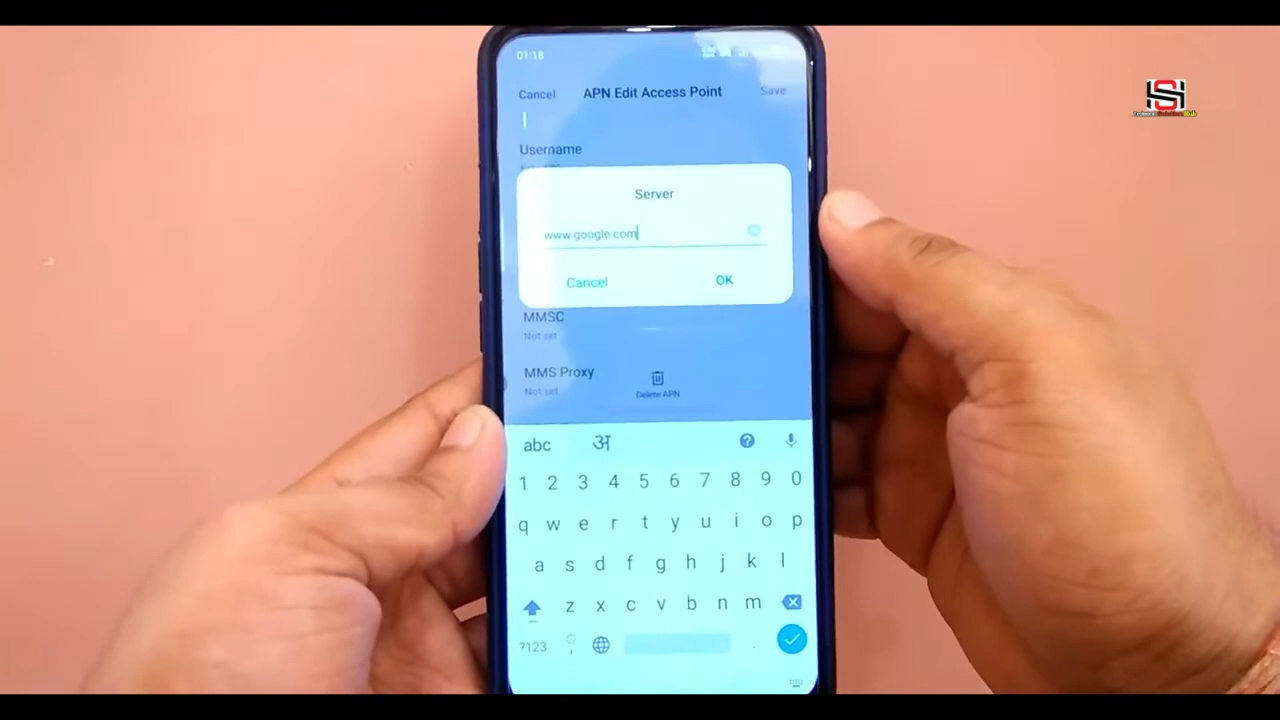 01:18
Cancel APN Edit Access Point Save
Username
Server
www.google.com
Cancel OK
MMSC
Not set
MMS Proxy
Not set
Delete APN
abc अ
1 2 3 4 5 6 7 8 9 0
q w e r t y u i o p
a s d f g h j k l
z x c v b n m
?123 , .